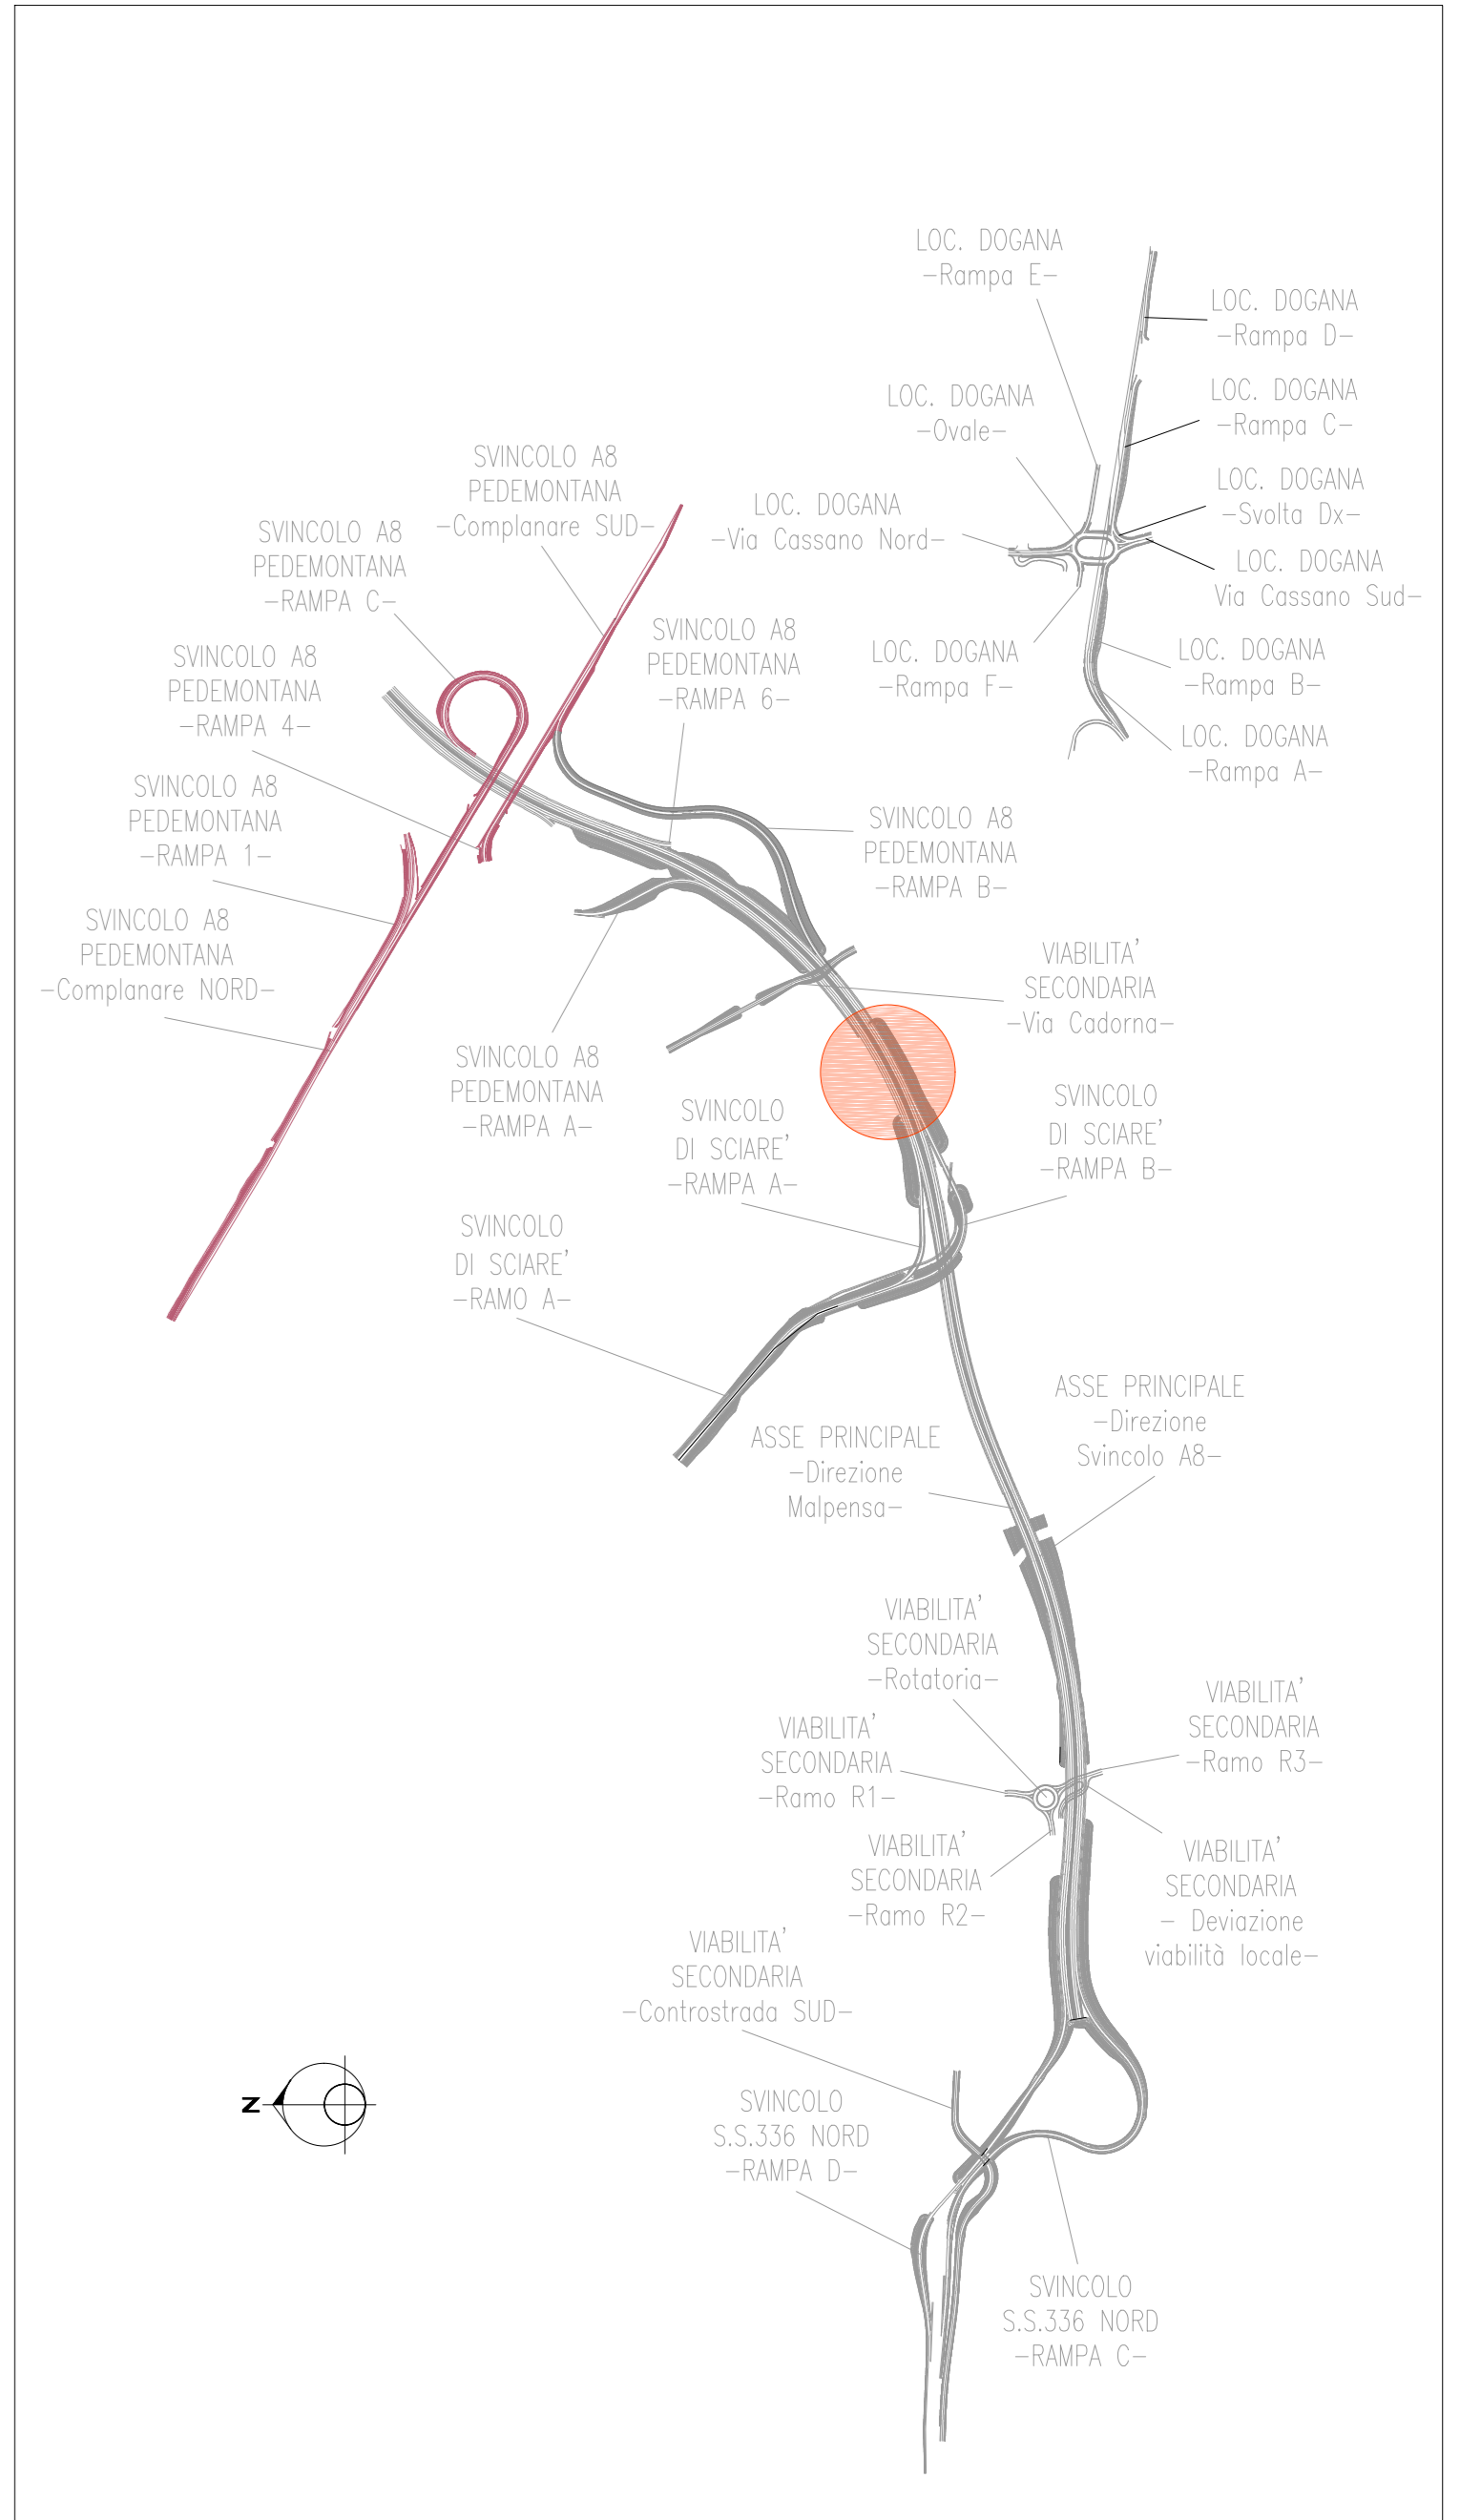 LOC. DOGANA
-Rampa E-
LOC. DOGANA
-Rampa D-
LOC. DOGANA
-Ovale-
LOC. DOGANA
-Rampa C-
SVINCOLO A8
PEDEMONTANA
-Complanare SUD-
LOC. DOGANA
-Svolta Dx-
LOC. DOGANA
-Via Cassano Nord-
SVINCOLO A8
PEDEMONTANA
-RAMPA C-
LOC. DOGANA
Via Cassano Sud-
SVINCOLO A8
PEDEMONTANA
-RAMPA 6-
LOC. DOGANA
-Rampa F-
LOC. DOGANA
-Rampa B-
SVINCOLO A8
PEDEMONTANA
-RAMPA 4-
LOC. DOGANA
-Rampa A-
SVINCOLO A8
PEDEMONTANA
-RAMPA 1-
SVINCOLO A8
PEDEMONTANA
-RAMPA B-
SVINCOLO A8
PEDEMONTANA
-Complanare NORD-
VIABILITA'
SECONDARIA
-Via Cadorna-
SVINCOLO A8
PEDEMONTANA
-RAMPA A-
SVINCOLO
DI SCIARE'
-RAMPA A-
SVINCOLO
DI SCIARE'
-RAMPA B-
SVINCOLO
DI SCIARE'
-RAMO A-
ASSE PRINCIPALE
-Direzione
Svincolo A8-
ASSE PRINCIPALE
-Direzione
Malpensa-
VIABILITA'
SECONDARIA
-Rotatoria-
VIABILITA'
SECONDARIA
-Ramo R3-
VIABILITA'
SECONDARIA
-Ramo R1-
VIABILITA'
SECONDARIA
-Ramo R2-
VIABILITA'
SECONDARIA
- Deviazione
viabilità locale-
VIABILITA'
SECONDARIA
-Controstrada SUD-
N
SVINCOLO
S.S.336 NORD
-RAMPA D-
SVINCOLO
S.S.336 NORD
-RAMPA C-